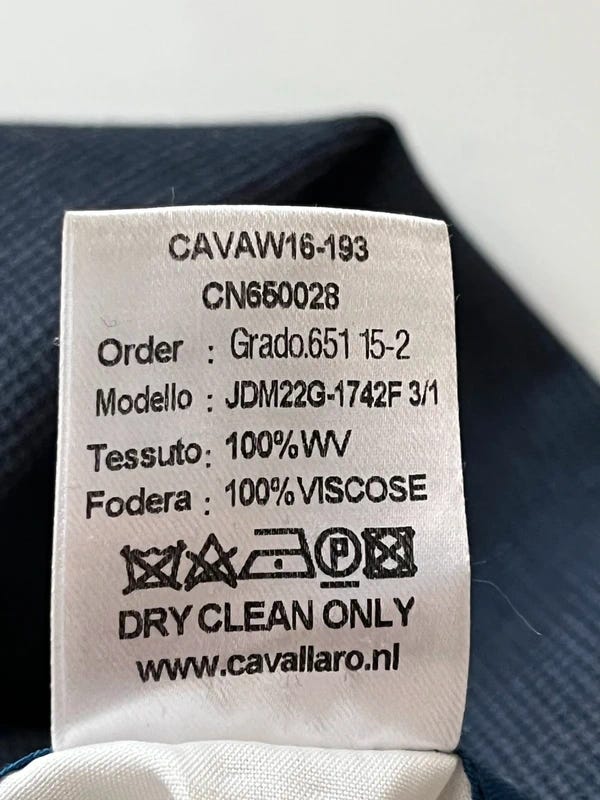 CAVAW16-193
CN650028
Order : Grado.651 15-2
Modello : JDM22G-1742F 3/1
Tessuto: 100%WV
Fodera : 100%VISCOSE
P
DRY CLEAN ONLY
www.cavallaro.nl